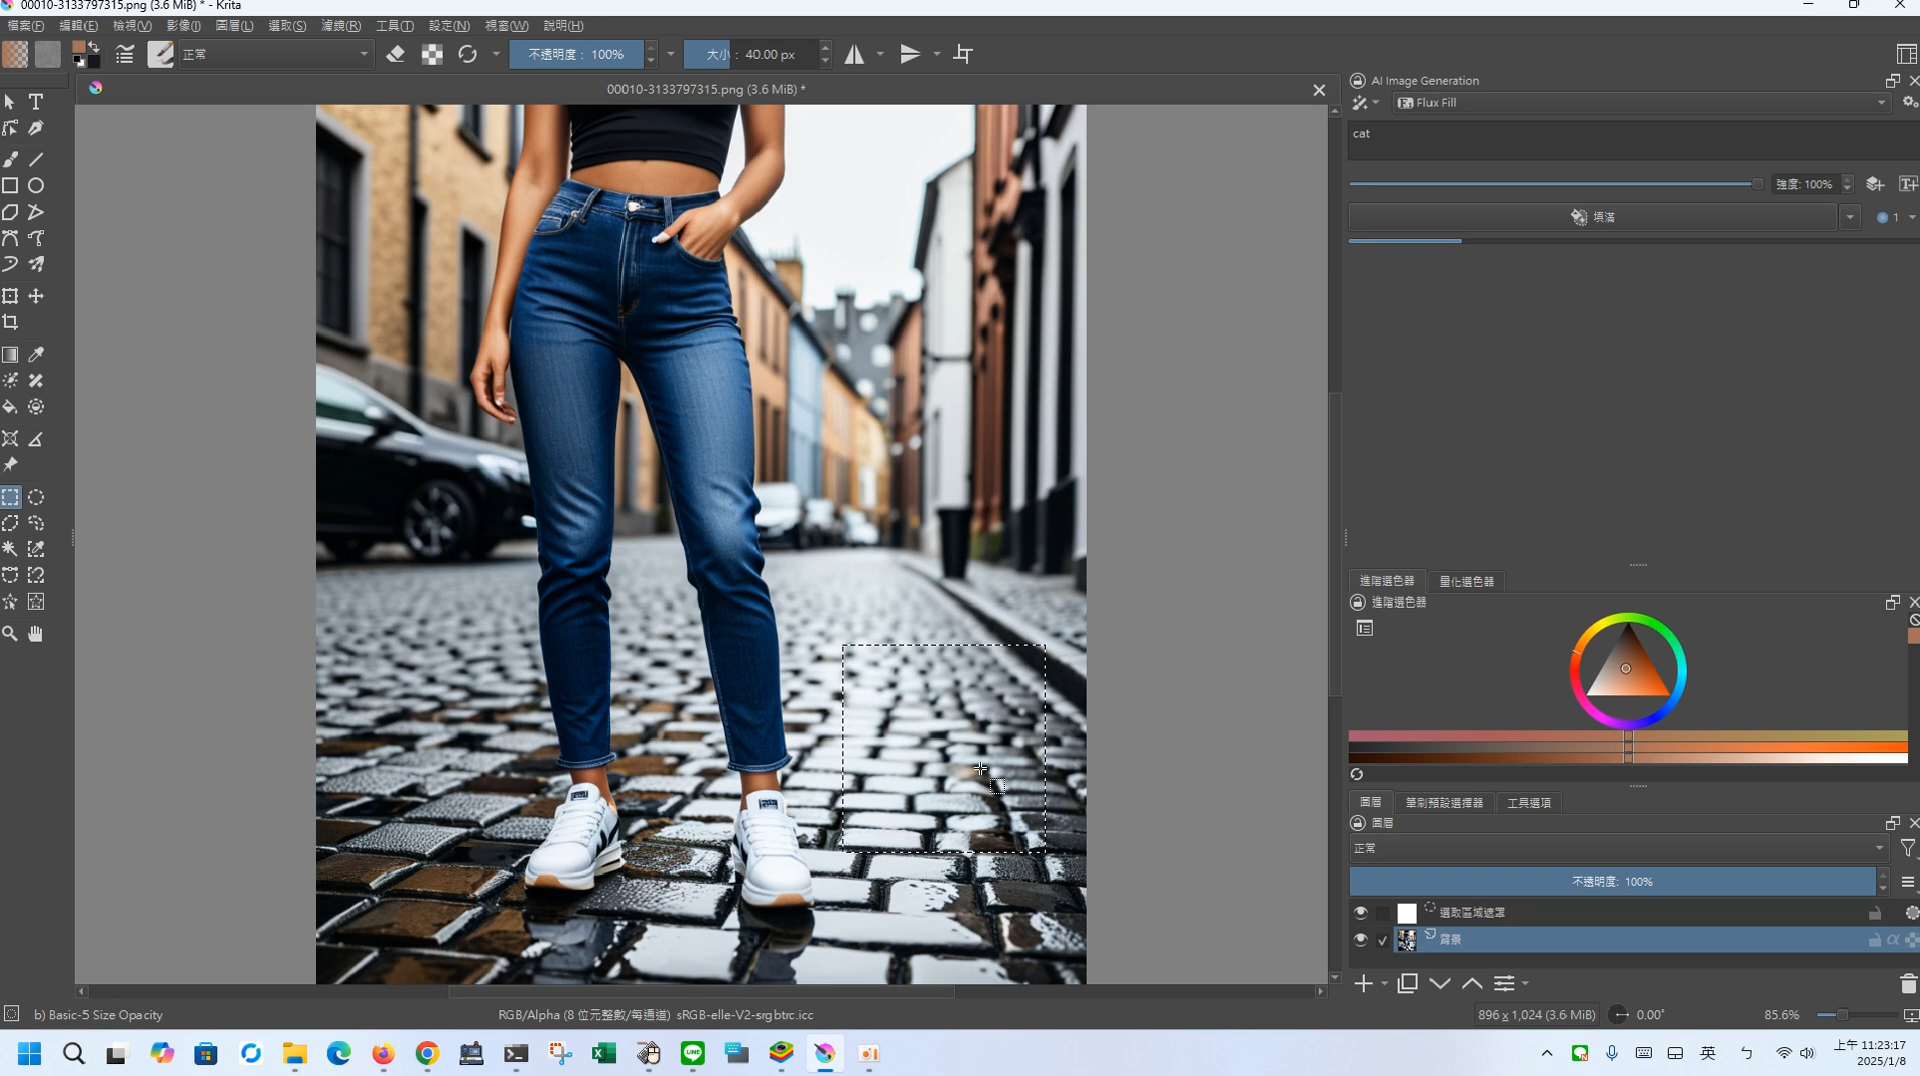 00010-3133797315.png (3.6 MiB) * - Krita
檔案(F) 編輯(E) 檢視(V) 影像(I) 圖層(L) 選取(S) 濾鏡(R) 工具(T) 設定(N) 視窗(W) 說明(H)
正常 不透明度： 100% 大小： 40.00 px
00010-3133797315.png (3.6 MiB) *
AI Image Generation
Flux Fill
cat
強度: 100%
填滿 1
進階選色器 量化選色器
進階選色器
圖層 筆刷預設選擇器 工具選項
圖層
正常
不透明度: 100%
選取區域遮罩
背景
b) Basic-5 Size Opacity RGB/Alpha (8 位元整數/每通道) sRGB-elle-V2-srgbtrc.icc 896 x 1,024 (3.6 MiB) 0.00° 85.6%
英 ㄅ 上午 11:23:17
2025/1/8